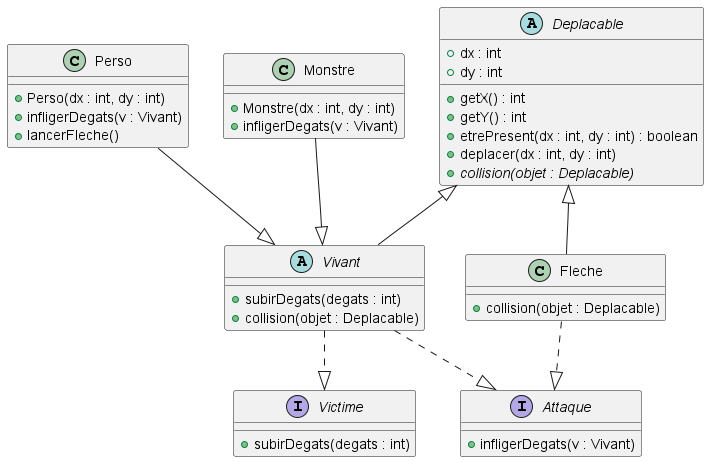 C Perso
+ Perso(dx : int, dy : int)
+ infligerDegats(v : Vivant)
+ lancerFleche()
C Monstre
Monstre(dx : int, dy : int)
infligerDegats(v : Vivant)
A Deplacable
dx : int
dy : int
getX() : int
getY() : int
etrePresent(dx : int, dy : int) : boolean
deplacer(dx : int, dy : int)
collision(objet : Deplacable)
A Vivant
subirDegats(degats : int)
collision(objet : Deplacable)
C Fleche
collision(objet : Deplacable)
I Victime
subirDegats(degats : int)
I Attaque
infligerDegats(v : Vivant)